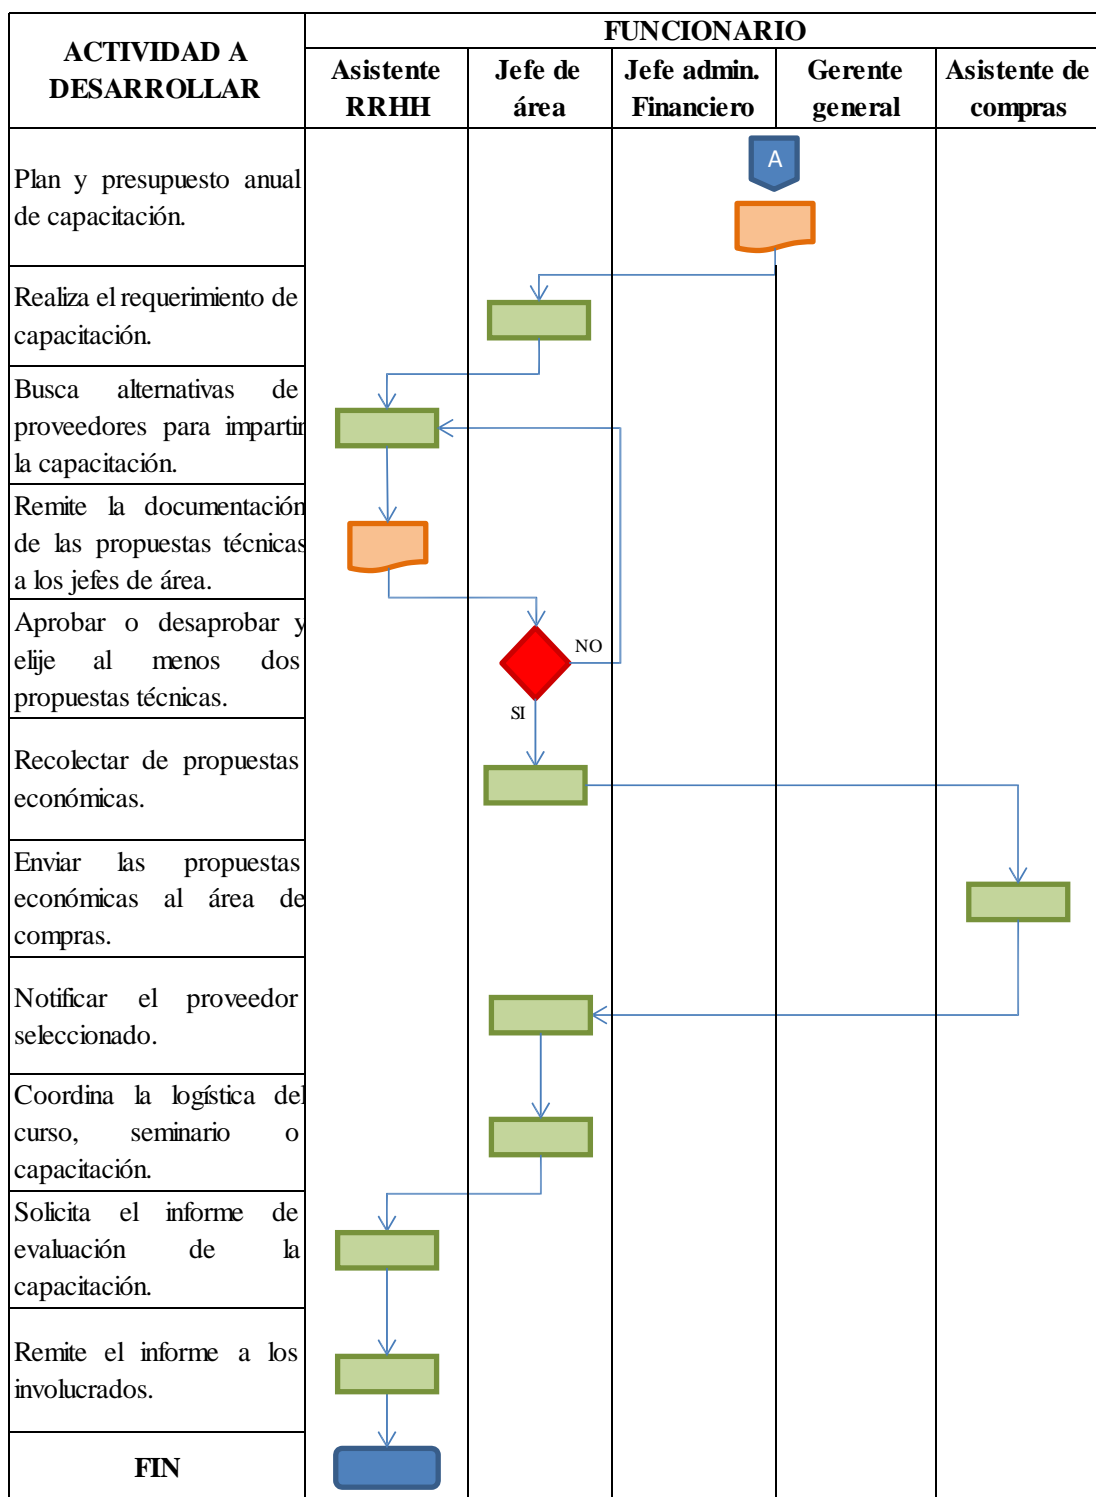 ACTIVIDAD A
DESARROLLAR
FUNCIONARIO
Asistente
RRHH
Jefe de
área
Jefe admin.
Financiero
Gerente
general
Asistente de
compras
Plan y presupuesto anual
de capacitación.
A
Realiza el requerimiento de
capacitación.
Busca alternativas de
proveedores para impartir
la capacitación.
Remite la documentación
de las propuestas técnicas
a los jefes de área.
Aprobar o desaprobar y
elije al menos dos
propuestas técnicas.
NO
SI
Recolectar de propuestas
económicas.
Enviar las propuestas
económicas al área de
compras.
Notificar el proveedor
seleccionado.
Coordina la logística del
curso, seminario o
capacitación.
Solicita el informe de
evaluación de la
capacitación.
Remite el informe a los
involucrados.
FIN